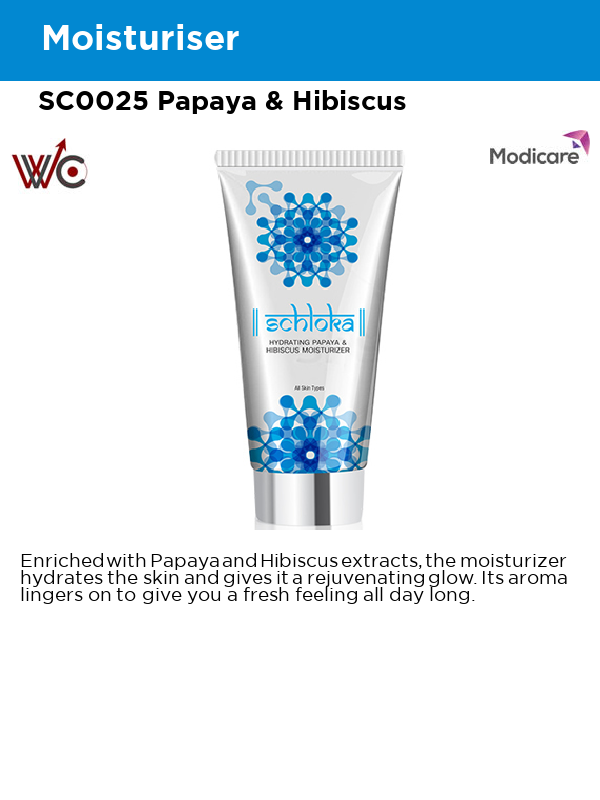 Moisturiser
SC0025 Papaya & Hibiscus
WC
Modicare
schloka
HYDRATING PAPAYA &
HIBISCUS MOISTURIZER
All Skin Types
Enriched with Papaya and Hibiscus extracts, the moisturizer
hydrates the skin and gives it a rejuvenating glow. Its aroma
lingers on to give you a fresh feeling all day long.